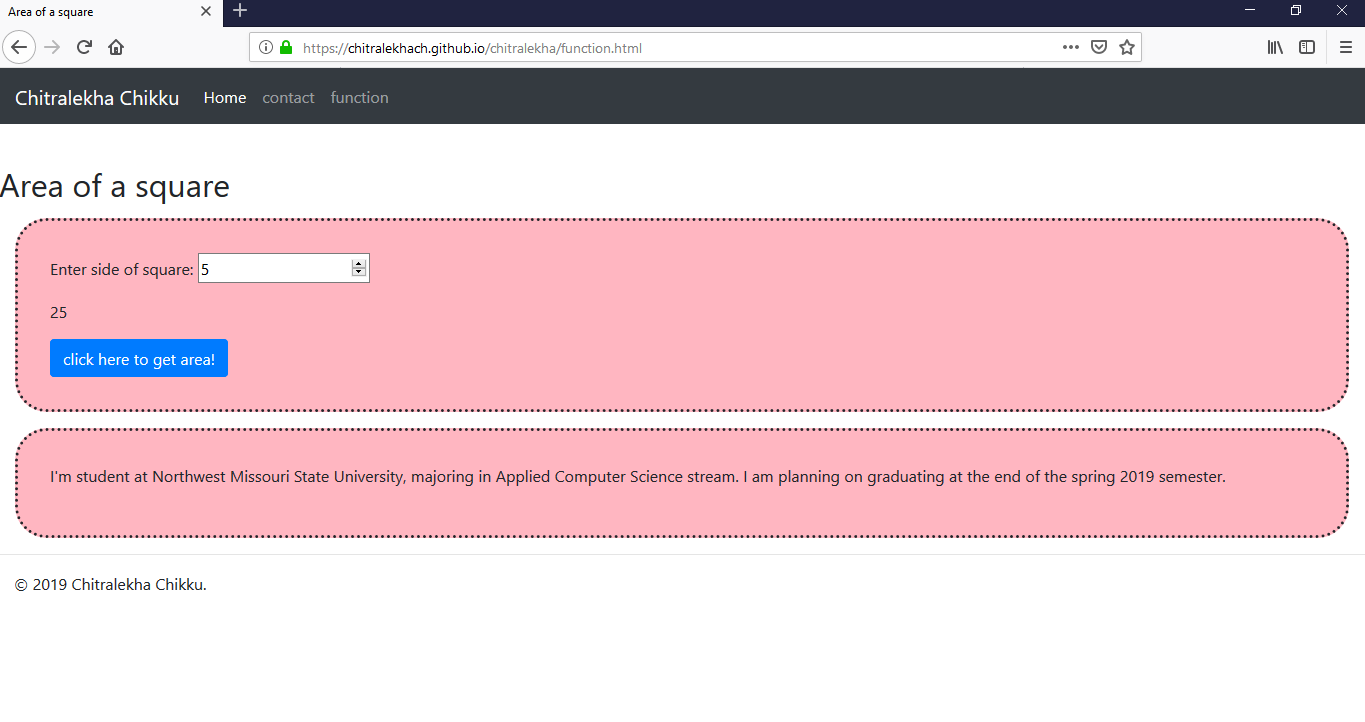 Area of a square
https://chitralekhach.github.io/chitralekha/function.html
Chitralekha Chikku Home contact function
Area of a square
Enter side of square: 5
25
click here to get area!
I'm student at Northwest Missouri State University, majoring in Applied Computer Science stream. I am planning on graduating at the end of the spring 2019 semester.
© 2019 Chitralekha Chikku.